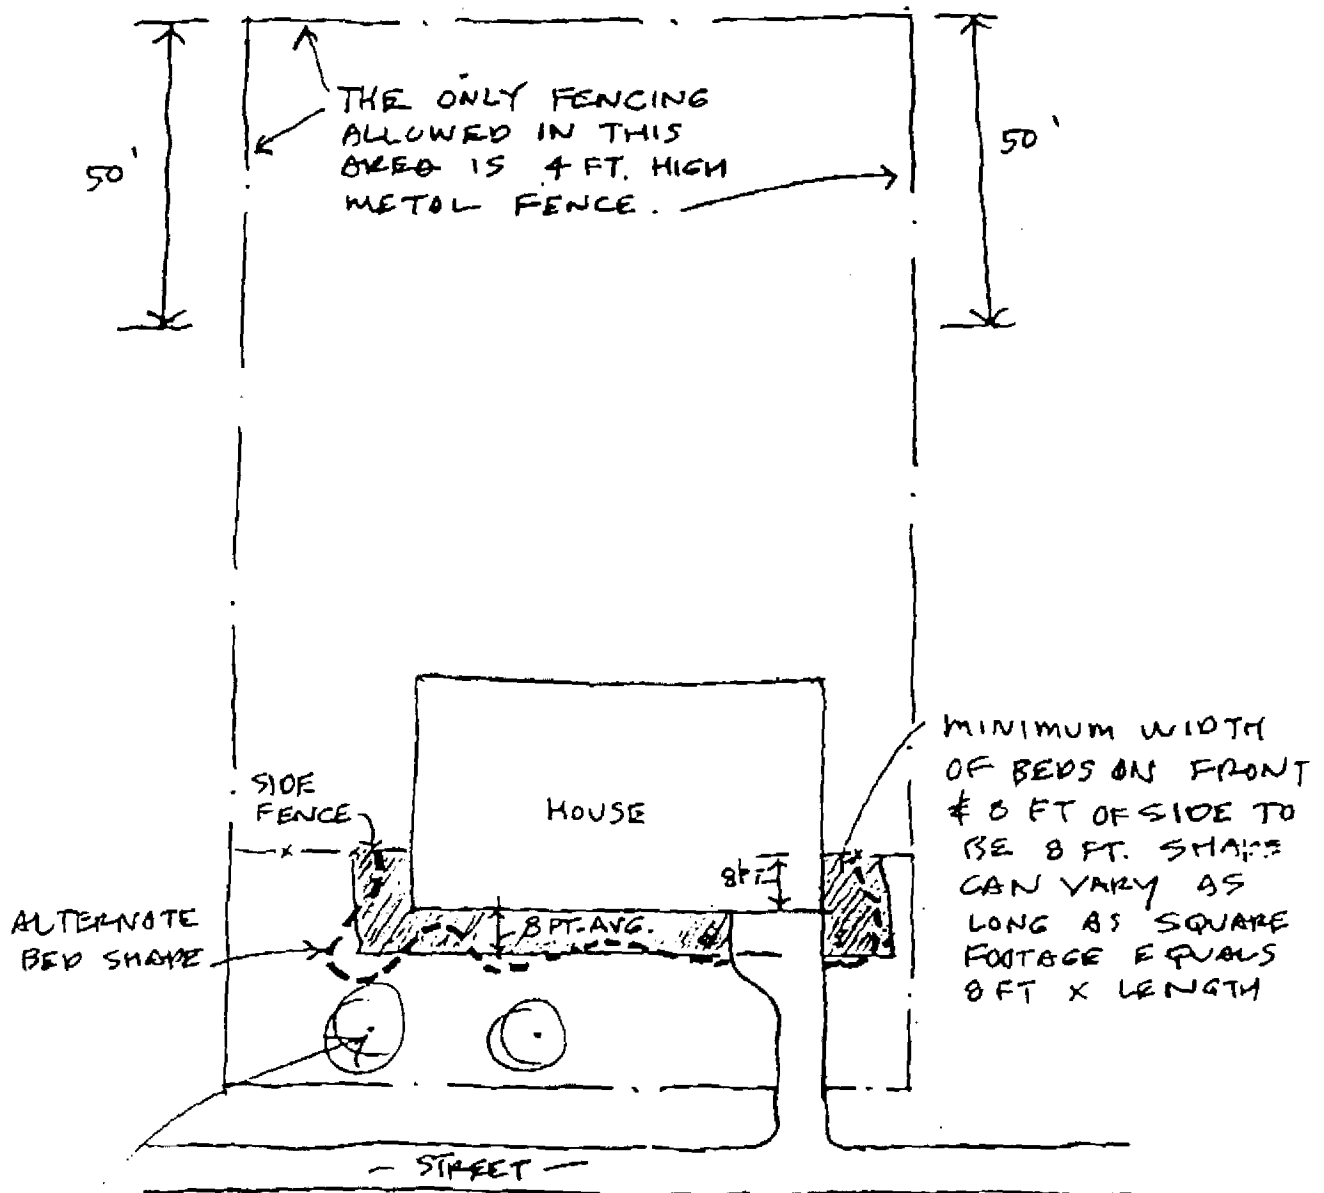 THE ONLY FENCING
ALLOWED IN THIS
AREA IS 4 FT. HIGH
METAL FENCE.
50'
50'
MINIMUM WIDTH
OF BEDS ON FRONT
& 8 FT OF SIDE TO
BE 8 FT. SHAPE
CAN VARY AS
LONG AS SQUARE
FOOTAGE EQUALS
8 FT X LENGTH
SIDE
FENCE
HOUSE
8 FT
8 FT. AVG.
ALTERNATE
BED SHAPE
- STREET -